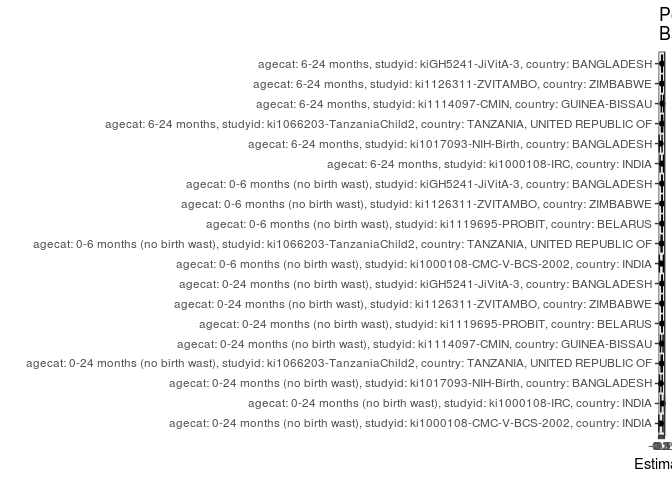 P
B
agecat: 6-24 months, studyid: kiGH5241-JiVitA-3, country: BANGLADESH
agecat: 6-24 months, studyid: ki1126311-ZVITAMBO, country: ZIMBABWE
agecat: 6-24 months, studyid: ki1114097-CMIN, country: GUINEA-BISSAU
agecat: 6-24 months, studyid: ki1066203-TanzaniaChild2, country: TANZANIA, UNITED REPUBLIC OF
agecat: 6-24 months, studyid: ki1017093-NIH-Birth, country: BANGLADESH
agecat: 6-24 months, studyid: ki1000108-IRC, country: INDIA
agecat: 0-6 months (no birth wast), studyid: kiGH5241-JiVitA-3, country: BANGLADESH
agecat: 0-6 months (no birth wast), studyid: ki1126311-ZVITAMBO, country: ZIMBABWE
agecat: 0-6 months (no birth wast), studyid: ki1119695-PROBIT, country: BELARUS
agecat: 0-6 months (no birth wast), studyid: ki1066203-TanzaniaChild2, country: TANZANIA, UNITED REPUBLIC OF
agecat: 0-6 months (no birth wast), studyid: ki1000108-CMC-V-BCS-2002, country: INDIA
agecat: 0-24 months (no birth wast), studyid: kiGH5241-JiVitA-3, country: BANGLADESH
agecat: 0-24 months (no birth wast), studyid: ki1126311-ZVITAMBO, country: ZIMBABWE
agecat: 0-24 months (no birth wast), studyid: ki1119695-PROBIT, country: BELARUS
agecat: 0-24 months (no birth wast), studyid: ki1114097-CMIN, country: GUINEA-BISSAU
agecat: 0-24 months (no birth wast), studyid: ki1066203-TanzaniaChild2, country: TANZANIA, UNITED REPUBLIC OF
agecat: 0-24 months (no birth wast), studyid: ki1017093-NIH-Birth, country: BANGLADESH
agecat: 0-24 months (no birth wast), studyid: ki1000108-IRC, country: INDIA
agecat: 0-24 months (no birth wast), studyid: ki1000108-CMC-V-BCS-2002, country: INDIA
Estima